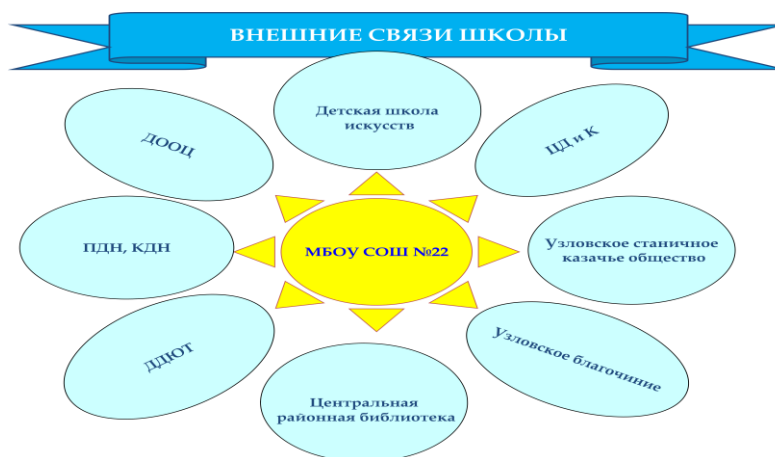 ВНЕШНИЕ СВЯЗИ ШКОЛЫ
Детская школа
искусств
ДООЦ
ЦД и К
ПДН, КДН
МБОУ СОШ №22
Узловское станичное
казачье общество
ДДЮТ
Узловское благочиние
Центральная
районная библиотека